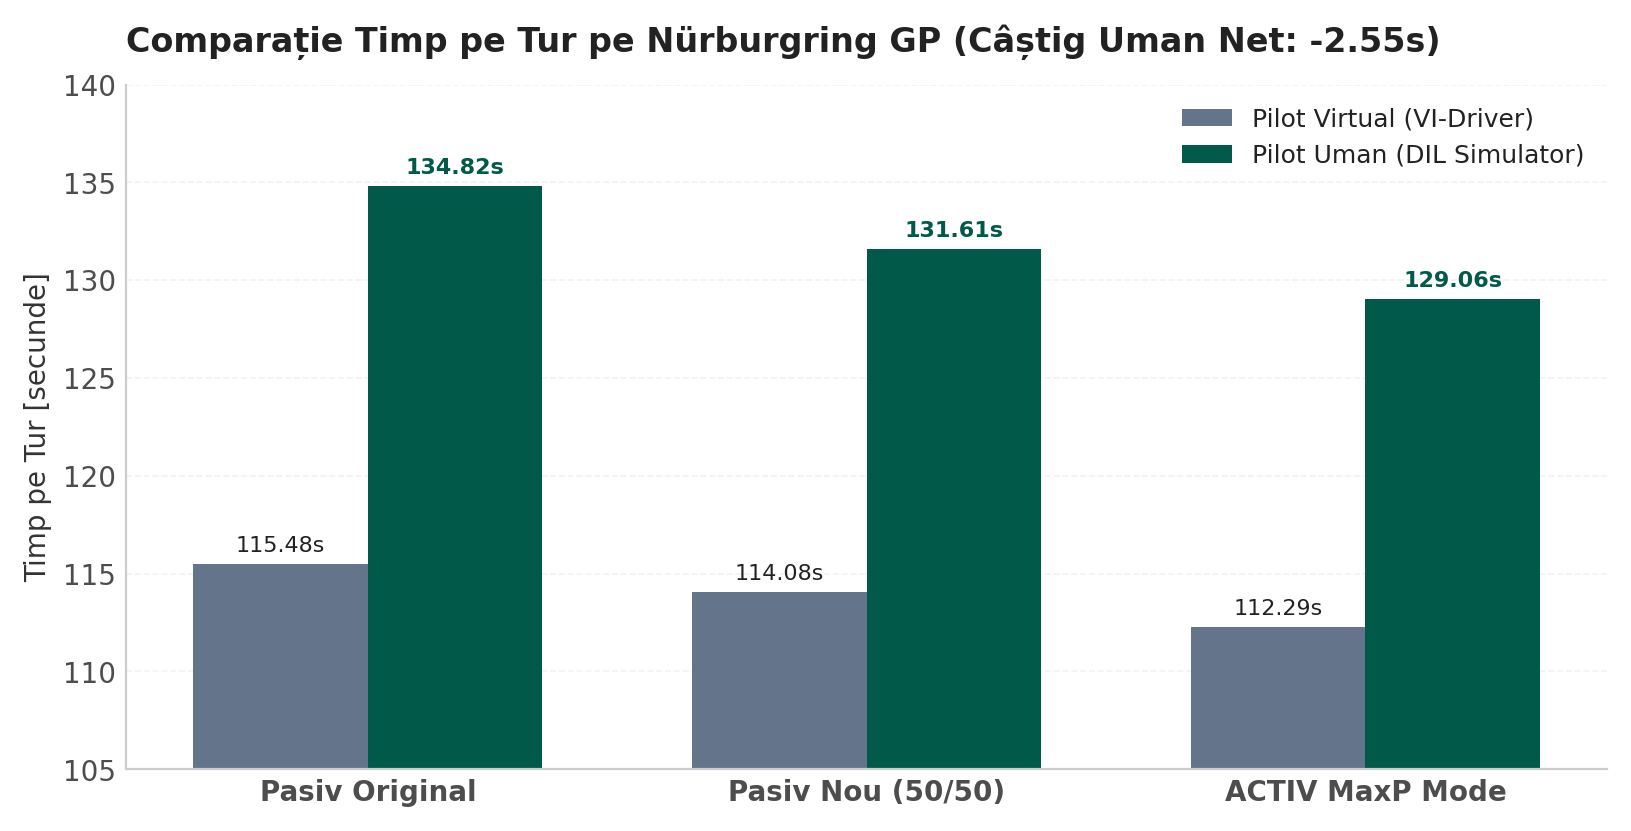 Comparație Timp pe Tur pe Nürburgring GP (Câștig Uman Net: -2.55s)
Pilot Virtual (VI-Driver)
Pilot Uman (DIL Simulator)
Timp pe Tur [secunde]
140
135
130
125
120
115
110
105
115.48s
134.82s
114.08s
131.61s
112.29s
129.06s
Pasiv Original
Pasiv Nou (50/50)
ACTIV MaxP Mode